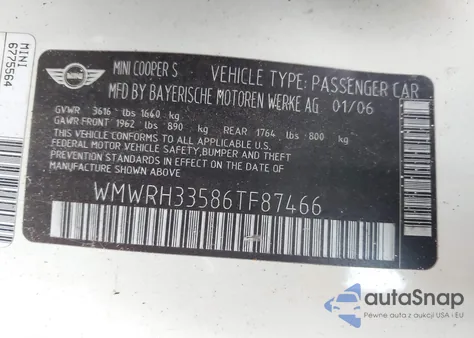 MINI
6775564
MINI
MINI COOPER S
VEHICLE TYPE: PASSENGER CAR
MFD BY BAYERISCHE MOTOREN WERKE AG 01/06
GVWR 3616 lbs 1640 kg
GAWR FRONT 1962 lbs 890 kg REAR 1764 lbs 800 kg
THIS VEHICLE CONFORMS TO ALL APPLICABLE
FEDERAL MOTOR VEHICLE SAFETY, BUMPER AND THEFT
PREVENTION STANDARDS IN EFFECT ON THE DATE OF
MANUFACTURE SHOWN ABOVE
WMWRH33586TF87466
autoSnap
Pewne auta z aukcji USA i EU